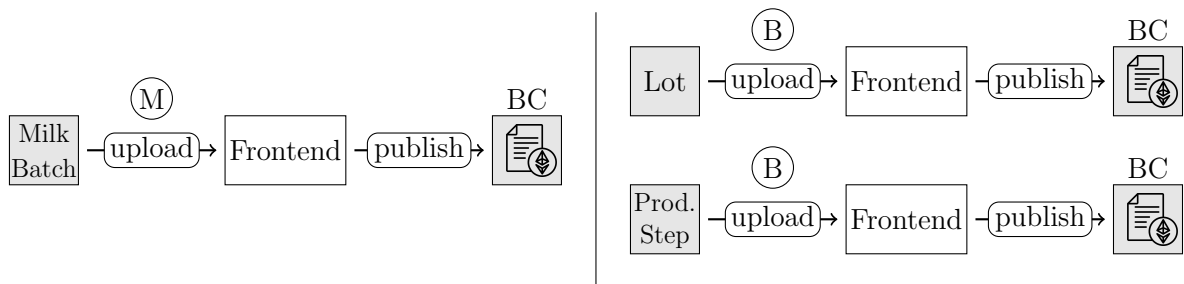 M
BC
Milk
Batch
upload
Frontend
publish
B
BC
Lot
upload
Frontend
publish
B
BC
Prod.
Step
upload
Frontend
publish